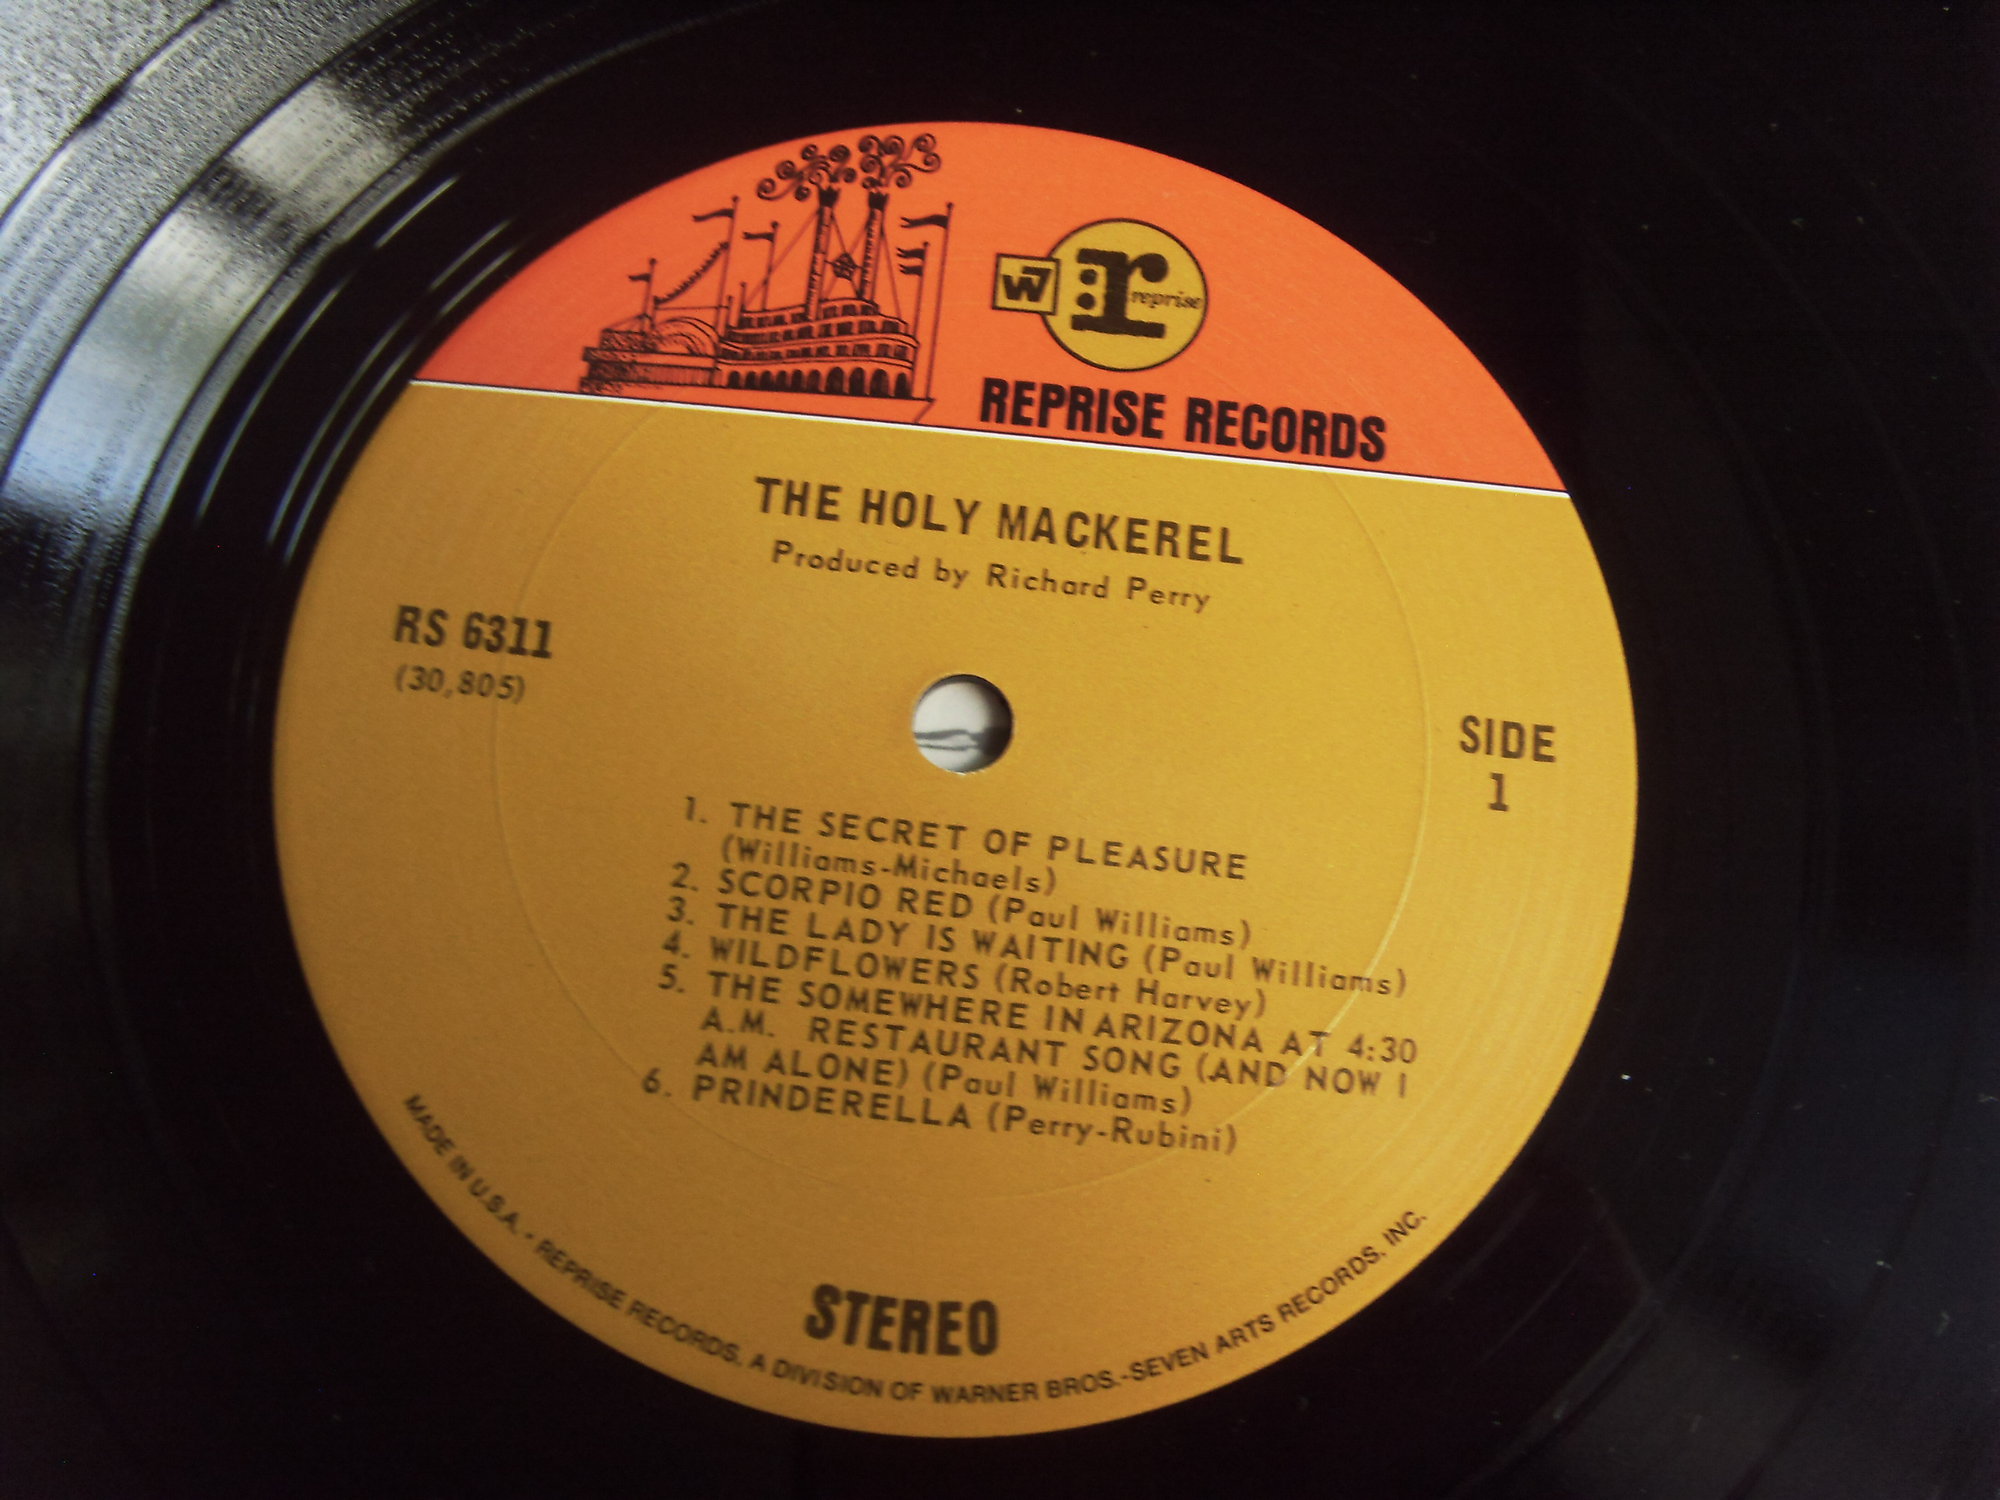 W7
r: reprise
REPRISE RECORDS
THE HOLY MACKEREL
Produced by Richard Perry
RS 6311
(30,805)
SIDE
1
1. THE SECRET OF PLEASURE
(Williams-Michaels)
2. SCORPIO RED (Paul Williams)
3. THE LADY IS WAITING (Paul Williams)
4. WILDFLOWERS (Robert Harvey)
5. THE SOMEWHERE IN ARIZONA AT 4:30
A.M. RESTAURANT SONG (AND NOW I
AM ALONE) (Paul Williams)
6. PRINDERELLA (Perry-Rubini)
STEREO
MADE IN U.S.A. • REPRISE RECORDS, A DIVISION OF WARNER BROS.-SEVEN ARTS RECORDS, INC.